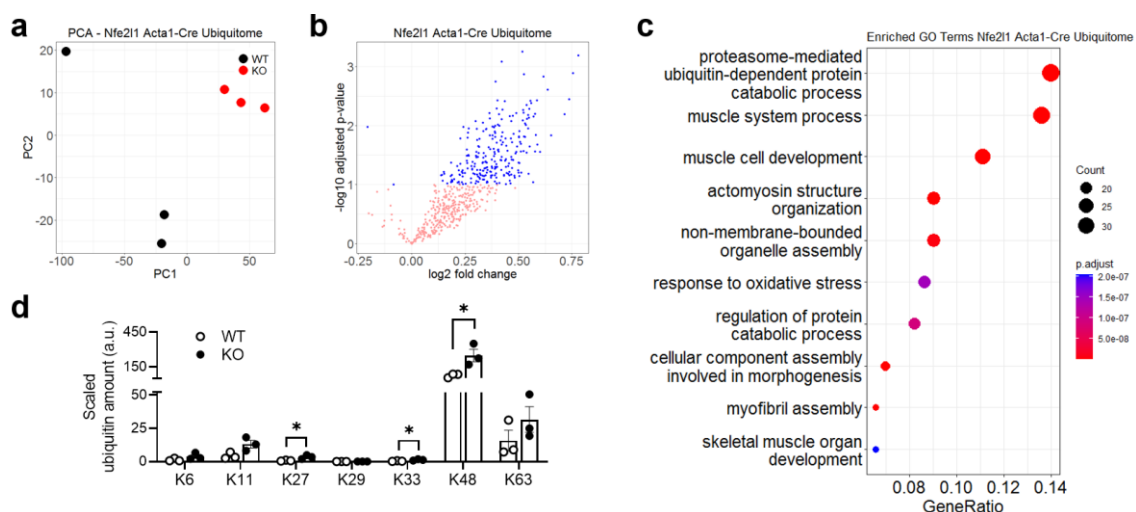 a
PCA - Nfe2l1 Acta1-Cre Ubiquitome
20
10
0
-10
-20
PC2
-100
-50
0
50
PC1
WT
KO
b
Nfe2l1 Acta1-Cre Ubiquitome
3
2
1
0
-log10 adjusted p-value
-0.25
0.00
0.25
0.50
0.75
log2 fold change
c
Enriched GO Terms Nfe2l1 Acta1-Cre Ubiquitome
proteasome-mediated
ubiquitin-dependent protein
catabolic process
muscle system process
muscle cell development
actomyosin structure
organization
non-membrane-bounded
organelle assembly
response to oxidative stress
regulation of protein
catabolic process
cellular component assembly
involved in morphogenesis
myofibril assembly
skeletal muscle organ
development
0.08
0.10
0.12
0.14
GeneRatio
Count
20
25
30
p.adjust
2.0e-07
1.5e-07
1.0e-07
5.0e-08
d
Scaled
ubiquitin amount (a.u.)
450
150
50
25
0
WT
KO
*
*
*
K6
K11
K27
K29
K33
K48
K63